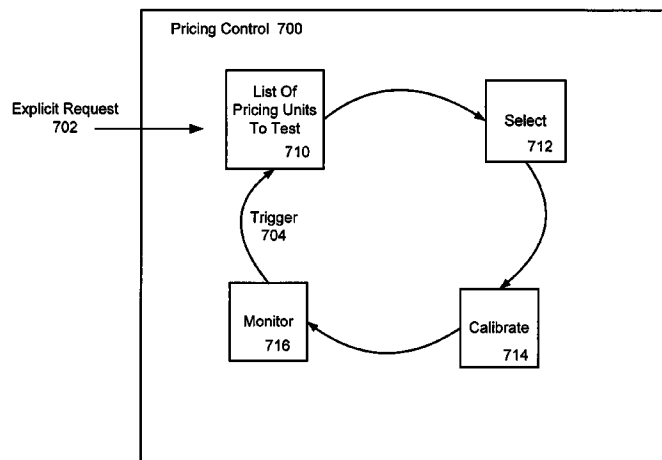 Pricing Control 700
Explicit Request
702
List Of
Pricing Units
To Test
710
Select
712
Trigger
704
Monitor
716
Calibrate
714